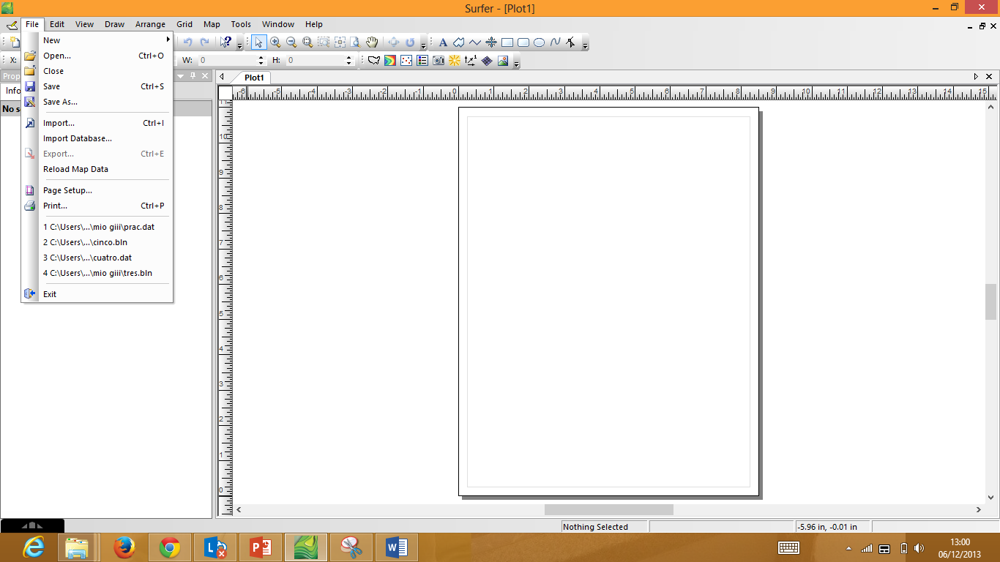 Surfer - [Plot1]
File Edit View Draw Arrange Grid Map Tools Window Help
New
Open... Ctrl+O
Close
Save Ctrl+S
Save As...
Import... Ctrl+I
Import Database...
Export... Ctrl+E
Reload Map Data
Page Setup...
Print... Ctrl+P
1 C:\Users\...\mio giii\prac.dat
2 C:\Users\...\cinco.bln
3 C:\Users\...\cuatro.dat
4 C:\Users\...\mio giii\tres.bln
Exit
X: W: 0 H: 0
Prop
Info
No s
Plot1
-6 -5 -4 -3 -2 -1 0 1 2 3 4 5 6 7 8 9 10 11 12 13 14 15
11
10
9
8
7
6
5
4
3
2
1
0
Nothing Selected
-5.96 in, -0.01 in
13:00
06/12/2013